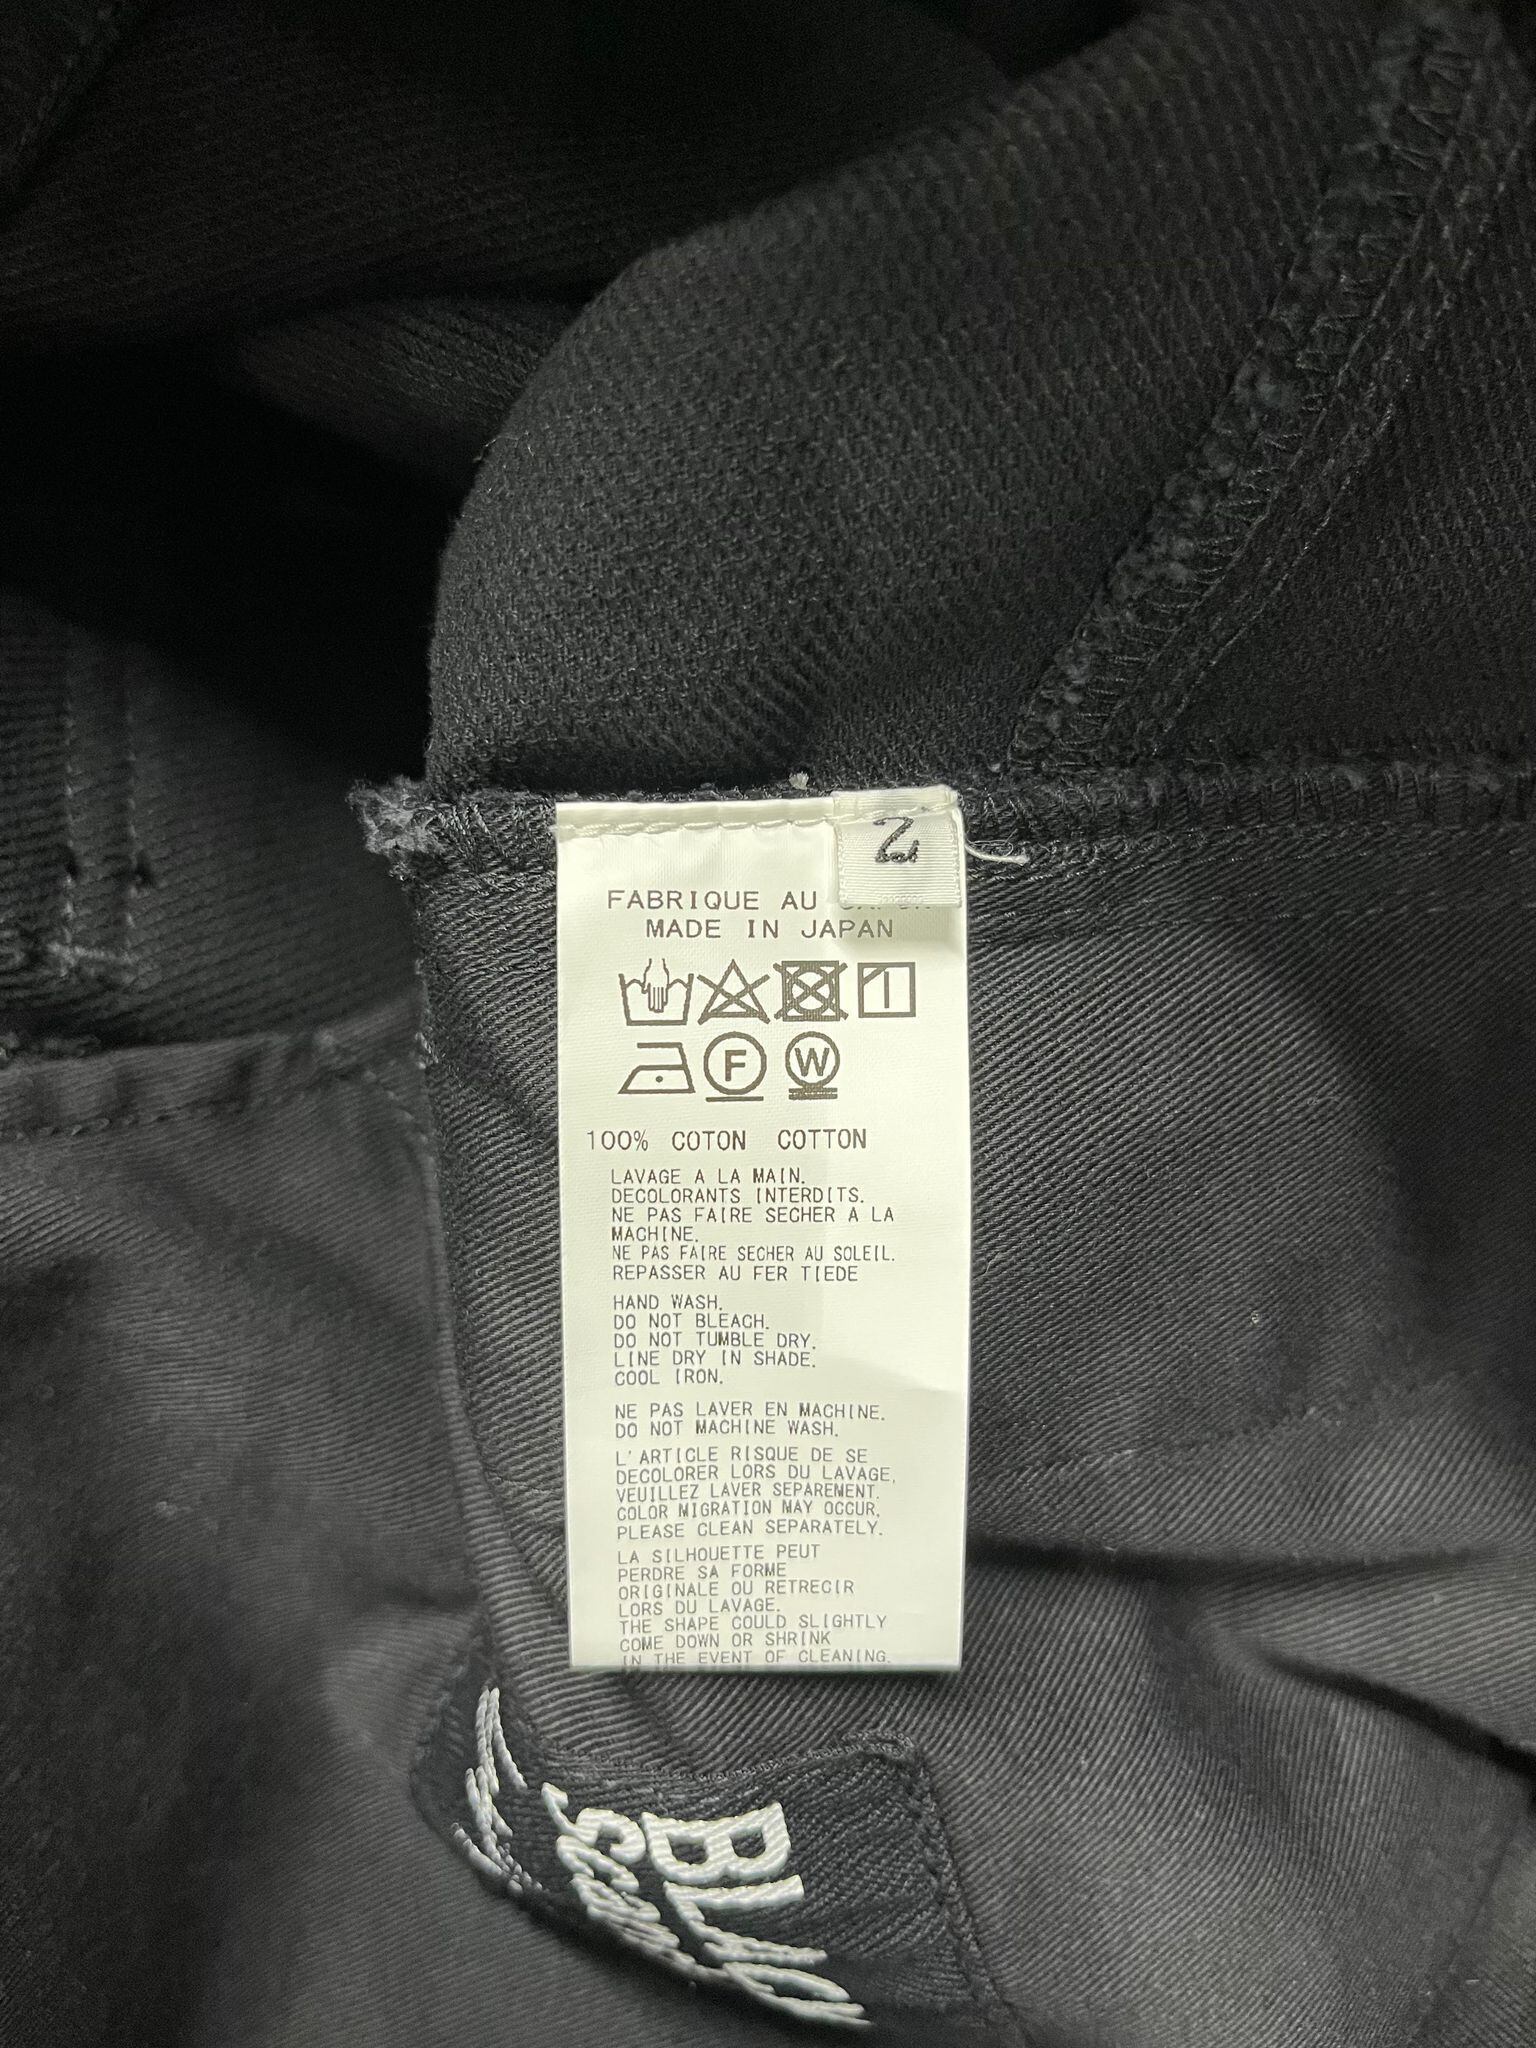 2
FABRIQUE AU
MADE IN JAPAN
F
W
100% COTON COTTON
LAVAGE A LA MAIN.
DECOLORANTS INTERDITS.
NE PAS FAIRE SECHER A LA
MACHINE.
NE PAS FAIRE SECHER AU SOLEIL.
REPASSER AU FER TIEDE
HAND WASH.
DO NOT BLEACH.
DO NOT TUMBLE DRY.
LINE DRY IN SHADE.
COOL IRON.
NE PAS LAVER EN MACHINE.
DO NOT MACHINE WASH.
L'ARTICLE RISQUE DE SE
DECOLORER LORS DU LAVAGE,
VEUILLEZ LAVER SEPAREMENT.
COLOR MIGRATION MAY OCCUR,
PLEASE CLEAN SEPARATELY.
LA SILHOUETTE PEUT
PERDRE SA FORME
ORIGINALE OU RETRECIR
LORS DU LAVAGE.
THE SHAPE COULD SLIGHTLY
COME DOWN OR SHRINK
IN THE EVENT OF CLEANING.